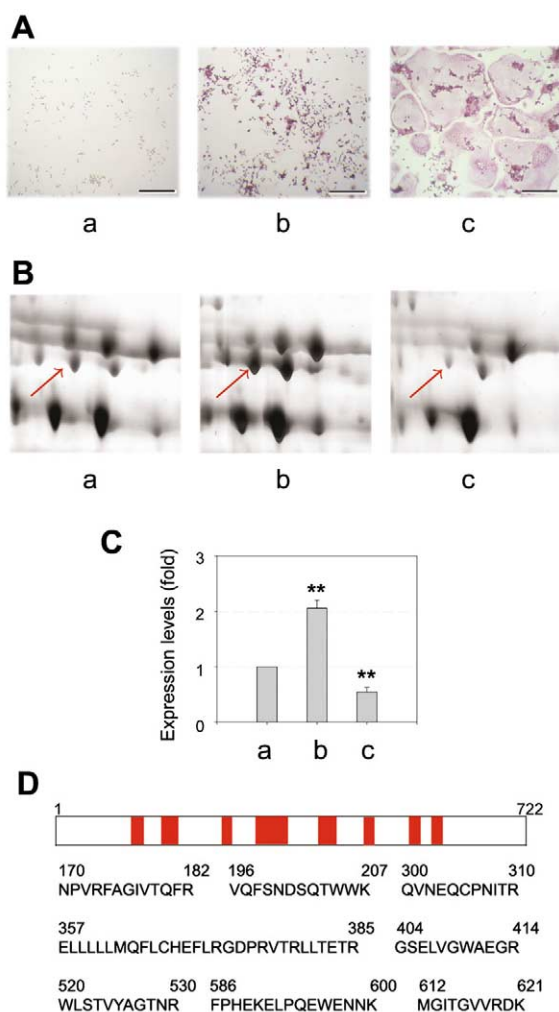 A
a b c
B
a b c
C
Expression levels (fold)
3
2
1
0
**
**
a b c
D
1 722
170 182 196 207 300 310
NPVRFAGIVTQFR VQFSNDSQTWWK QVNEQCPNITR
357 385 404 414
ELLLLLMQFLCHEFLRGDPRVTRLLTETR GSELVGWAEGR
520 530 586 600 612 621
WLSTVYAGTNR FPHEKELPQEWENNK MGITGVVRDK